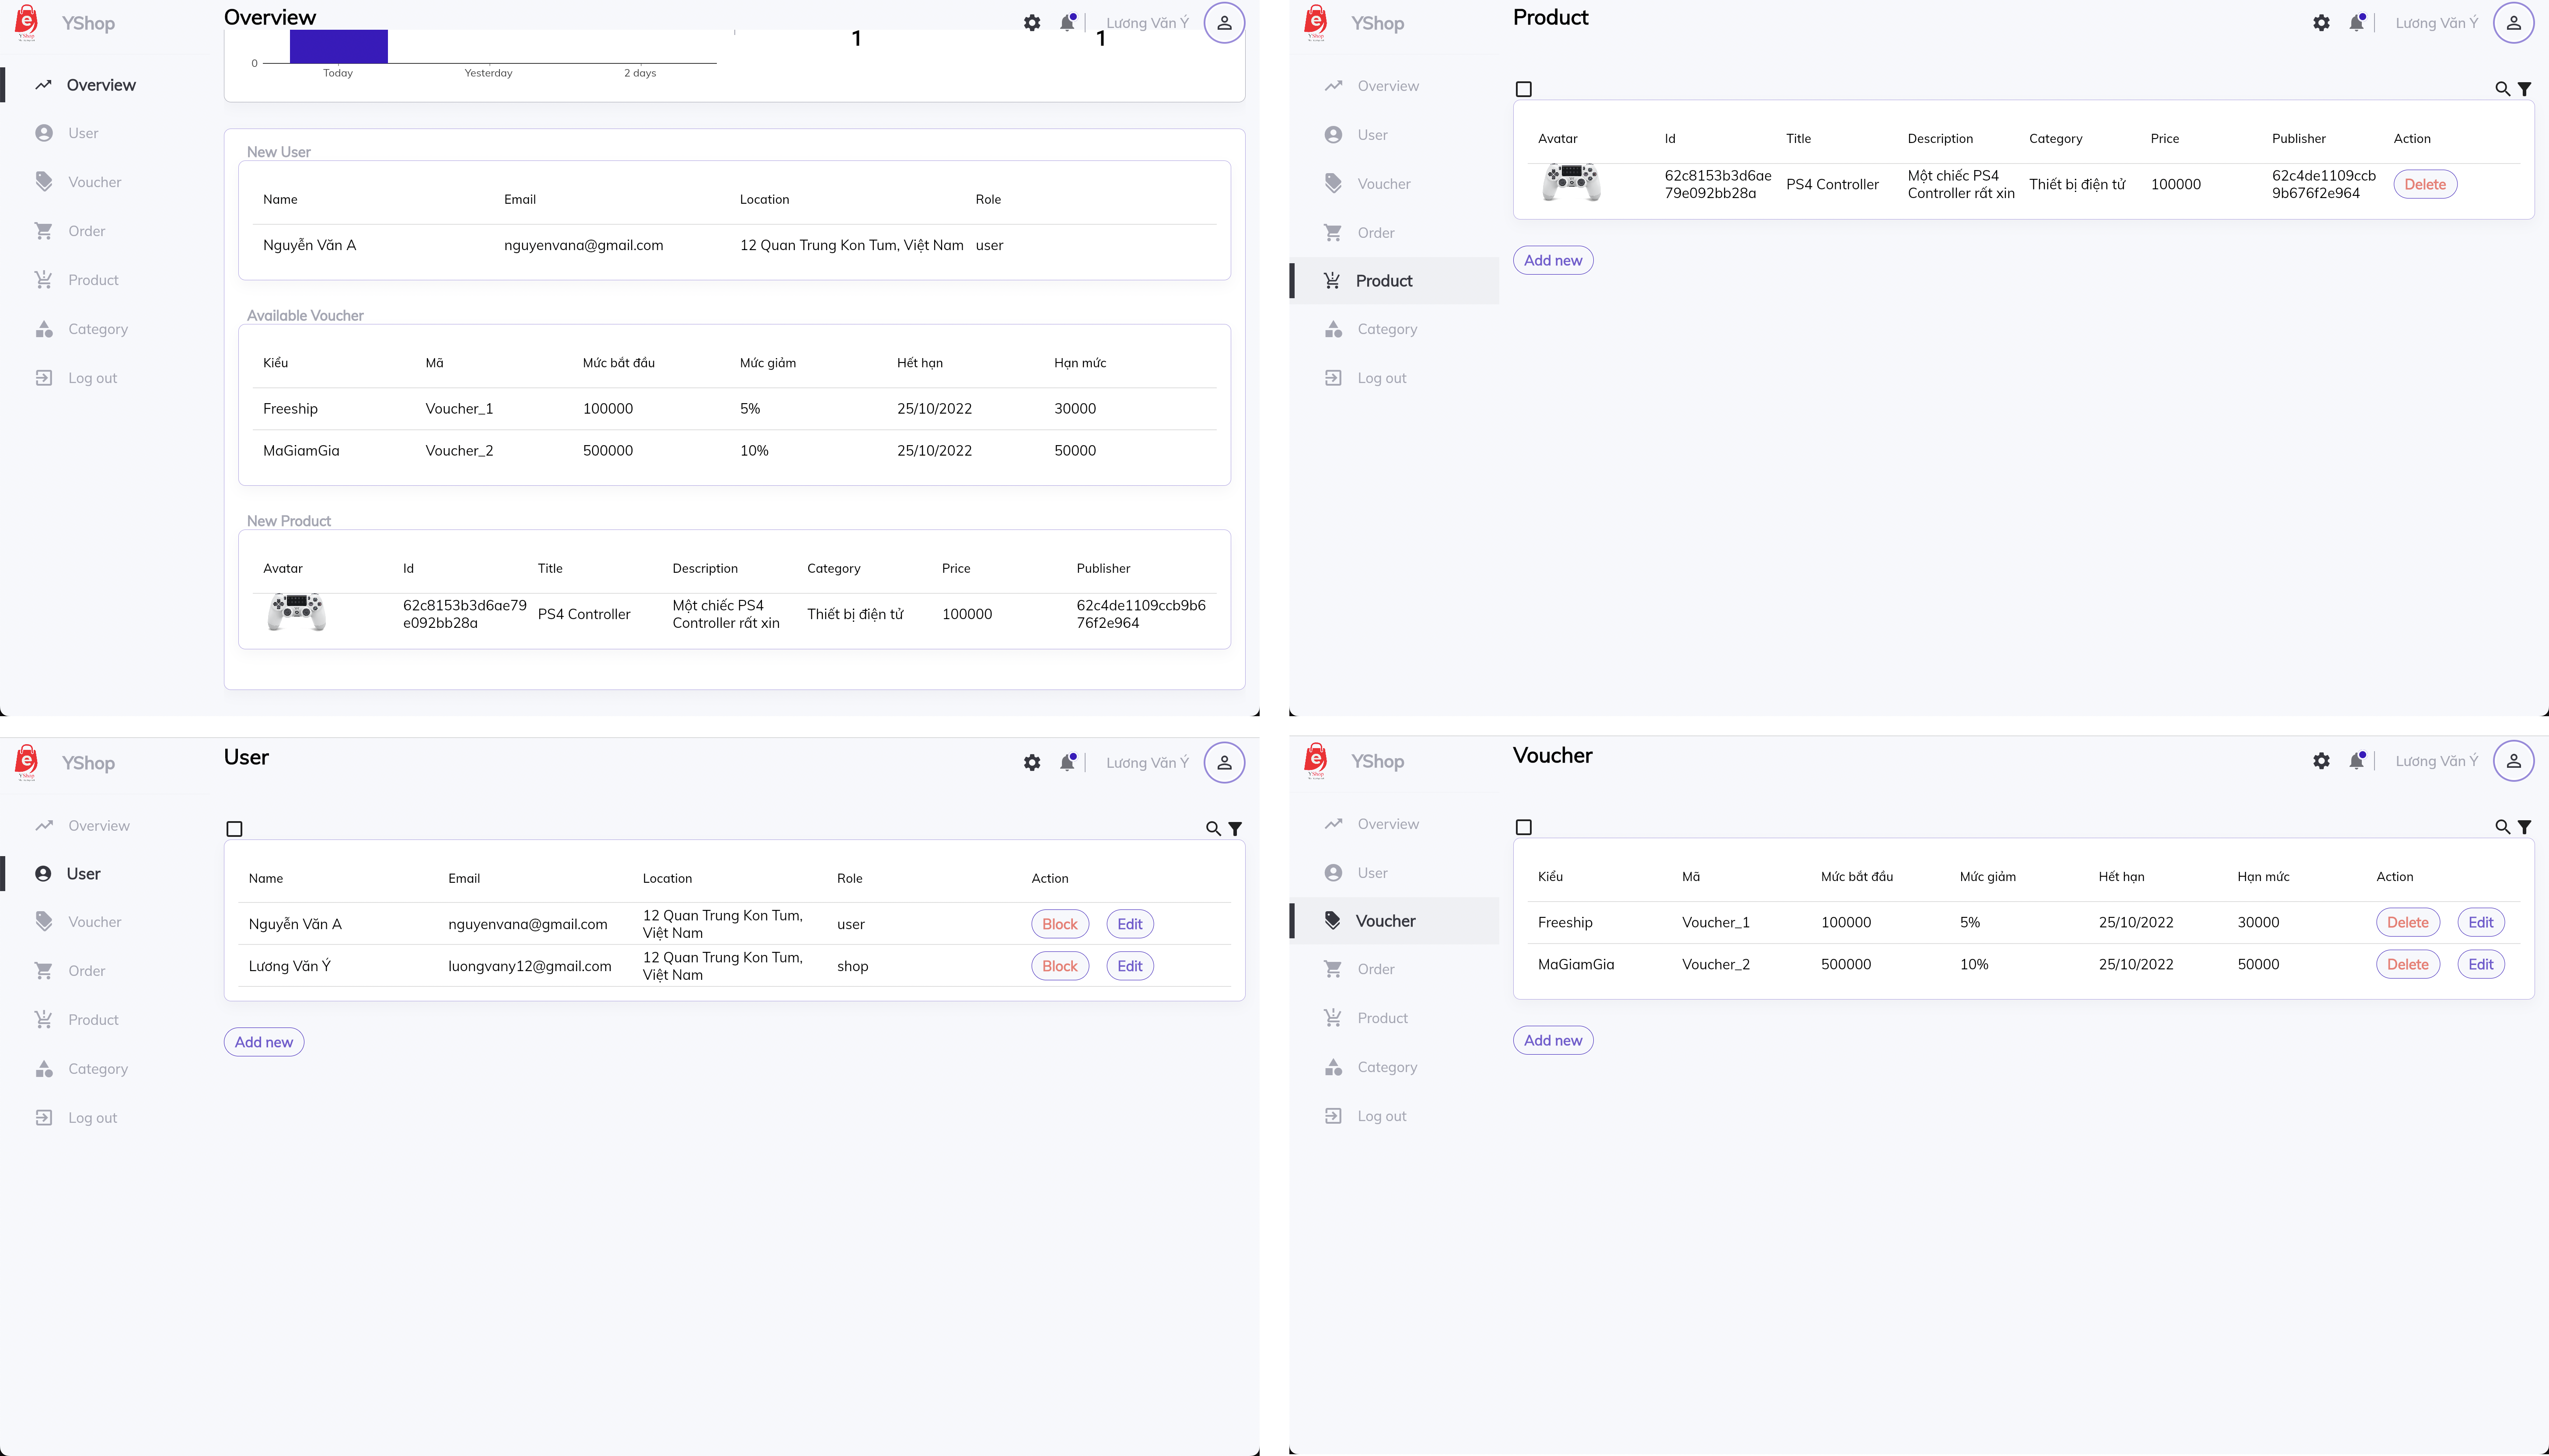 YShop
Overview
Lương Văn Ý
1 1
0
Today Yesterday 2 days
Overview
User
Voucher
Order
Product
Category
Log out
New User
Name Email Location Role
Nguyễn Văn A nguyenvana@gmail.com 12 Quan Trung Kon Tum, Việt Nam user
Available Voucher
Kiểu Mã Mức bắt đầu Mức giảm Hết hạn Hạn mức
Freeship Voucher_1 100000 5% 25/10/2022 30000
MaGiamGia Voucher_2 500000 10% 25/10/2022 50000
New Product
Avatar Id Title Description Category Price Publisher
62c8153b3d6ae79 Một chiếc PS4 62c4de1109ccb9b6
PS4 Controller Thiết bị điện tử 100000
e092bb28a Controller rất xin 76f2e964
YShop
Product
Lương Văn Ý
Overview
User
Voucher
Order
Product
Category
Log out
Avatar Id Title Description Category Price Publisher Action
62c8153b3d6ae Một chiếc PS4 62c4de1109ccb
PS4 Controller Thiết bị điện tử 100000 Delete
79e092bb28a Controller rất xin 9b676f2e964
Add new
YShop
User
Lương Văn Ý
Overview
User
Voucher
Order
Product
Category
Log out
Name Email Location Role Action
12 Quan Trung Kon Tum,
Nguyễn Văn A nguyenvana@gmail.com user Block Edit
Việt Nam
12 Quan Trung Kon Tum,
Lương Văn Ý luongvany12@gmail.com shop Block Edit
Việt Nam
Add new
YShop
Voucher
Lương Văn Ý
Overview
User
Voucher
Order
Product
Category
Log out
Kiểu Mã Mức bắt đầu Mức giảm Hết hạn Hạn mức Action
Freeship Voucher_1 100000 5% 25/10/2022 30000 Delete Edit
MaGiamGia Voucher_2 500000 10% 25/10/2022 50000 Delete Edit
Add new